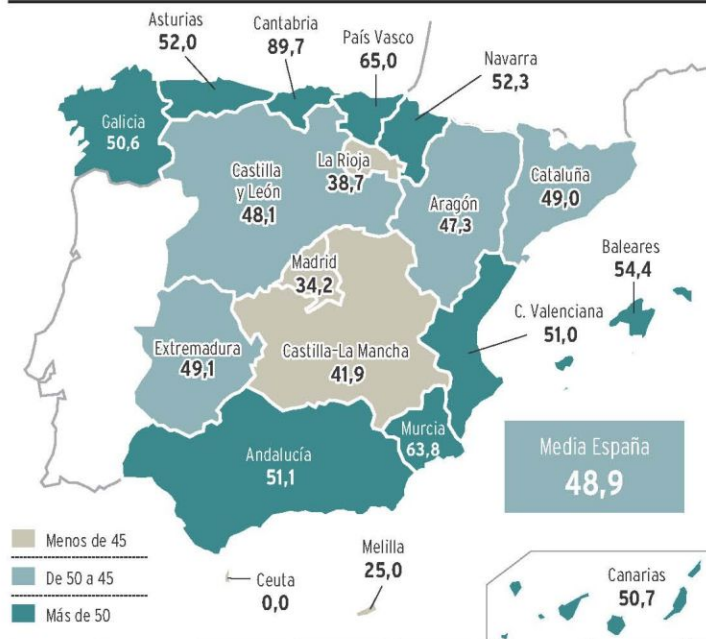 Asturias
52,0
Cantabria
89,7
País Vasco
65,0
Navarra
52,3
Galicia
50,6
Castilla
y León
48,1
La Rioja
38,7
Aragón
47,3
Cataluña
49,0
Madrid
34,2
Baleares
54,4
C. Valenciana
51,0
Extremadura
49,1
Castilla-La Mancha
41,9
Murcia
63,8
Andalucía
51,1
Media España
48,9
Menos de 45
De 50 a 45
Más de 50
Ceuta
0,0
Melilla
25,0
Canarias
50,7